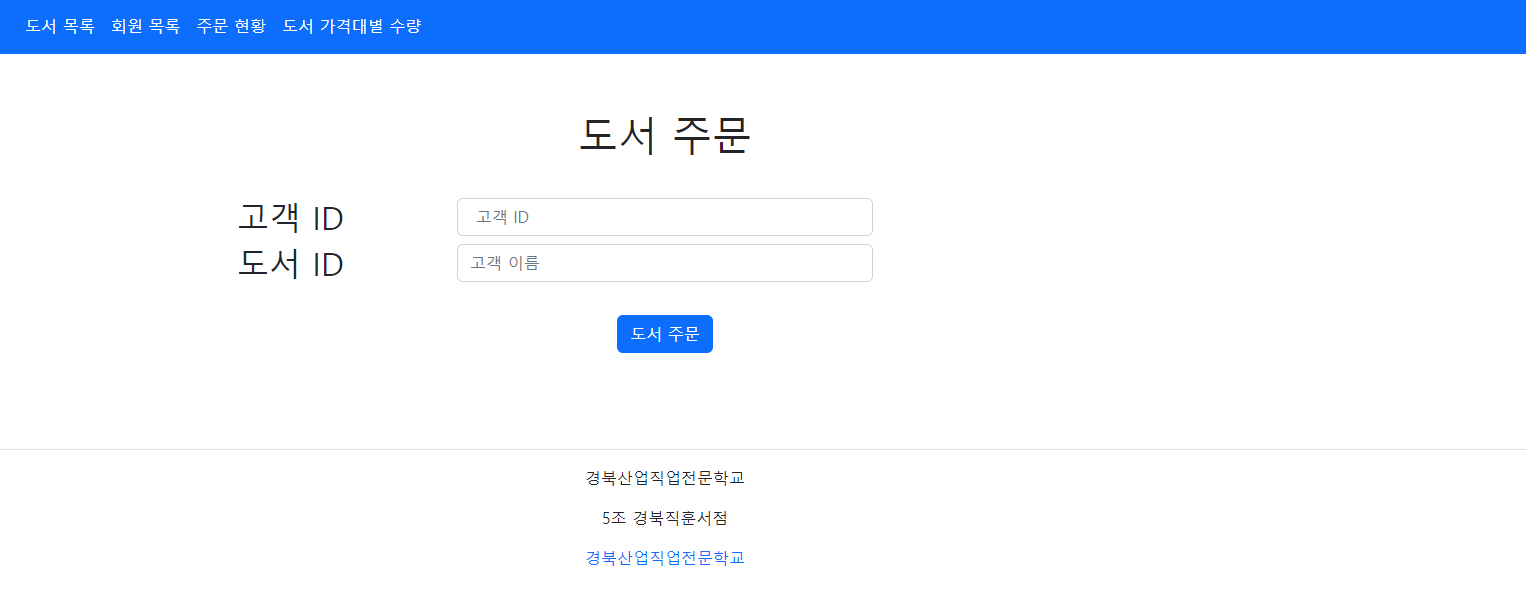 도서 목록 회원 목록 주문 현황 도서 가격대별 수량
도서 주문
고객 ID 고객 ID
도서 ID 고객 이름
도서 주문
경북산업직업전문학교
5조 경북직훈서점
경북산업직업전문학교